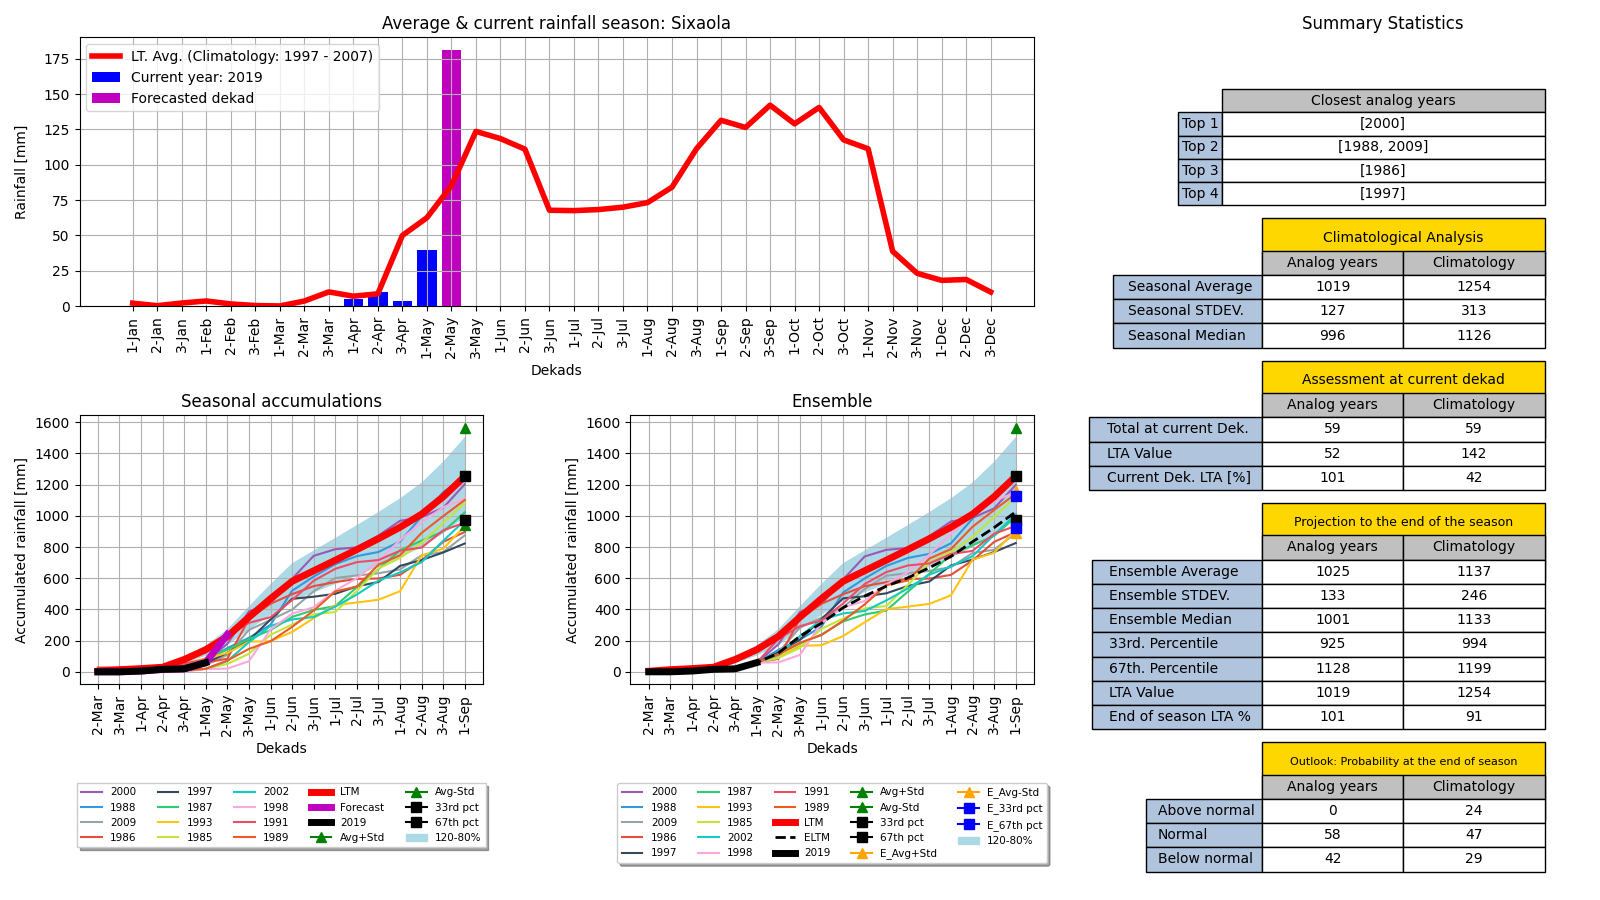 Average & current rainfall season: Sixaola
LT. Avg. (Climatology: 1997 - 2007)
Current year: 2019
Forecasted dekad
Rainfall [mm]
175
150
125
100
75
50
25
0
1-Jan 2-Jan 3-Jan 1-Feb 2-Feb 3-Feb 1-Mar 2-Mar 3-Mar 1-Apr 2-Apr 3-Apr 1-May 2-May 3-May 1-Jun 2-Jun 3-Jun 1-Jul 2-Jul 3-Jul 1-Aug 2-Aug 3-Aug 1-Sep 2-Sep 3-Sep 1-Oct 2-Oct 3-Oct 1-Nov 2-Nov 3-Nov 1-Dec 2-Dec 3-Dec
Dekads
Seasonal accumulations
Accumulated rainfall [mm]
1600
1400
1200
1000
800
600
400
200
0
2-Mar 3-Mar 1-Apr 2-Apr 3-Apr 1-May 2-May 3-May 1-Jun 2-Jun 3-Jun 1-Jul 2-Jul 3-Jul 1-Aug 2-Aug 3-Aug 1-Sep
Dekads
2000 1997 2002 LTM Avg-Std
1988 1987 1998 Forecast 33rd pct
2009 1993 1991 2019 67th pct
1986 1985 1989 Avg+Std 120-80%
Ensemble
Accumulated rainfall [mm]
1600
1400
1200
1000
800
600
400
200
0
2-Mar 3-Mar 1-Apr 2-Apr 3-Apr 1-May 2-May 3-May 1-Jun 2-Jun 3-Jun 1-Jul 2-Jul 3-Jul 1-Aug 2-Aug 3-Aug 1-Sep
Dekads
2000 1987 1991 Avg+Std E_Avg-Std
1988 1993 1989 Avg-Std E_33rd pct
2009 1985 LTM 33rd pct E_67th pct
1986 2002 ELTM 67th pct 120-80%
1997 1998 2019 E_Avg+Std
Summary Statistics
Closest analog years
Top 1 [2000]
Top 2 [1988, 2009]
Top 3 [1986]
Top 4 [1997]
Climatological Analysis
Analog years Climatology
Seasonal Average 1019 1254
Seasonal STDEV. 127 313
Seasonal Median 996 1126
Assessment at current dekad
Analog years Climatology
Total at current Dek. 59 59
LTA Value 52 142
Current Dek. LTA [%] 101 42
Projection to the end of the season
Analog years Climatology
Ensemble Average 1025 1137
Ensemble STDEV. 133 246
Ensemble Median 1001 1133
33rd. Percentile 925 994
67th. Percentile 1128 1199
LTA Value 1019 1254
End of season LTA % 101 91
Outlook: Probability at the end of season
Analog years Climatology
Above normal 0 24
Normal 58 47
Below normal 42 29